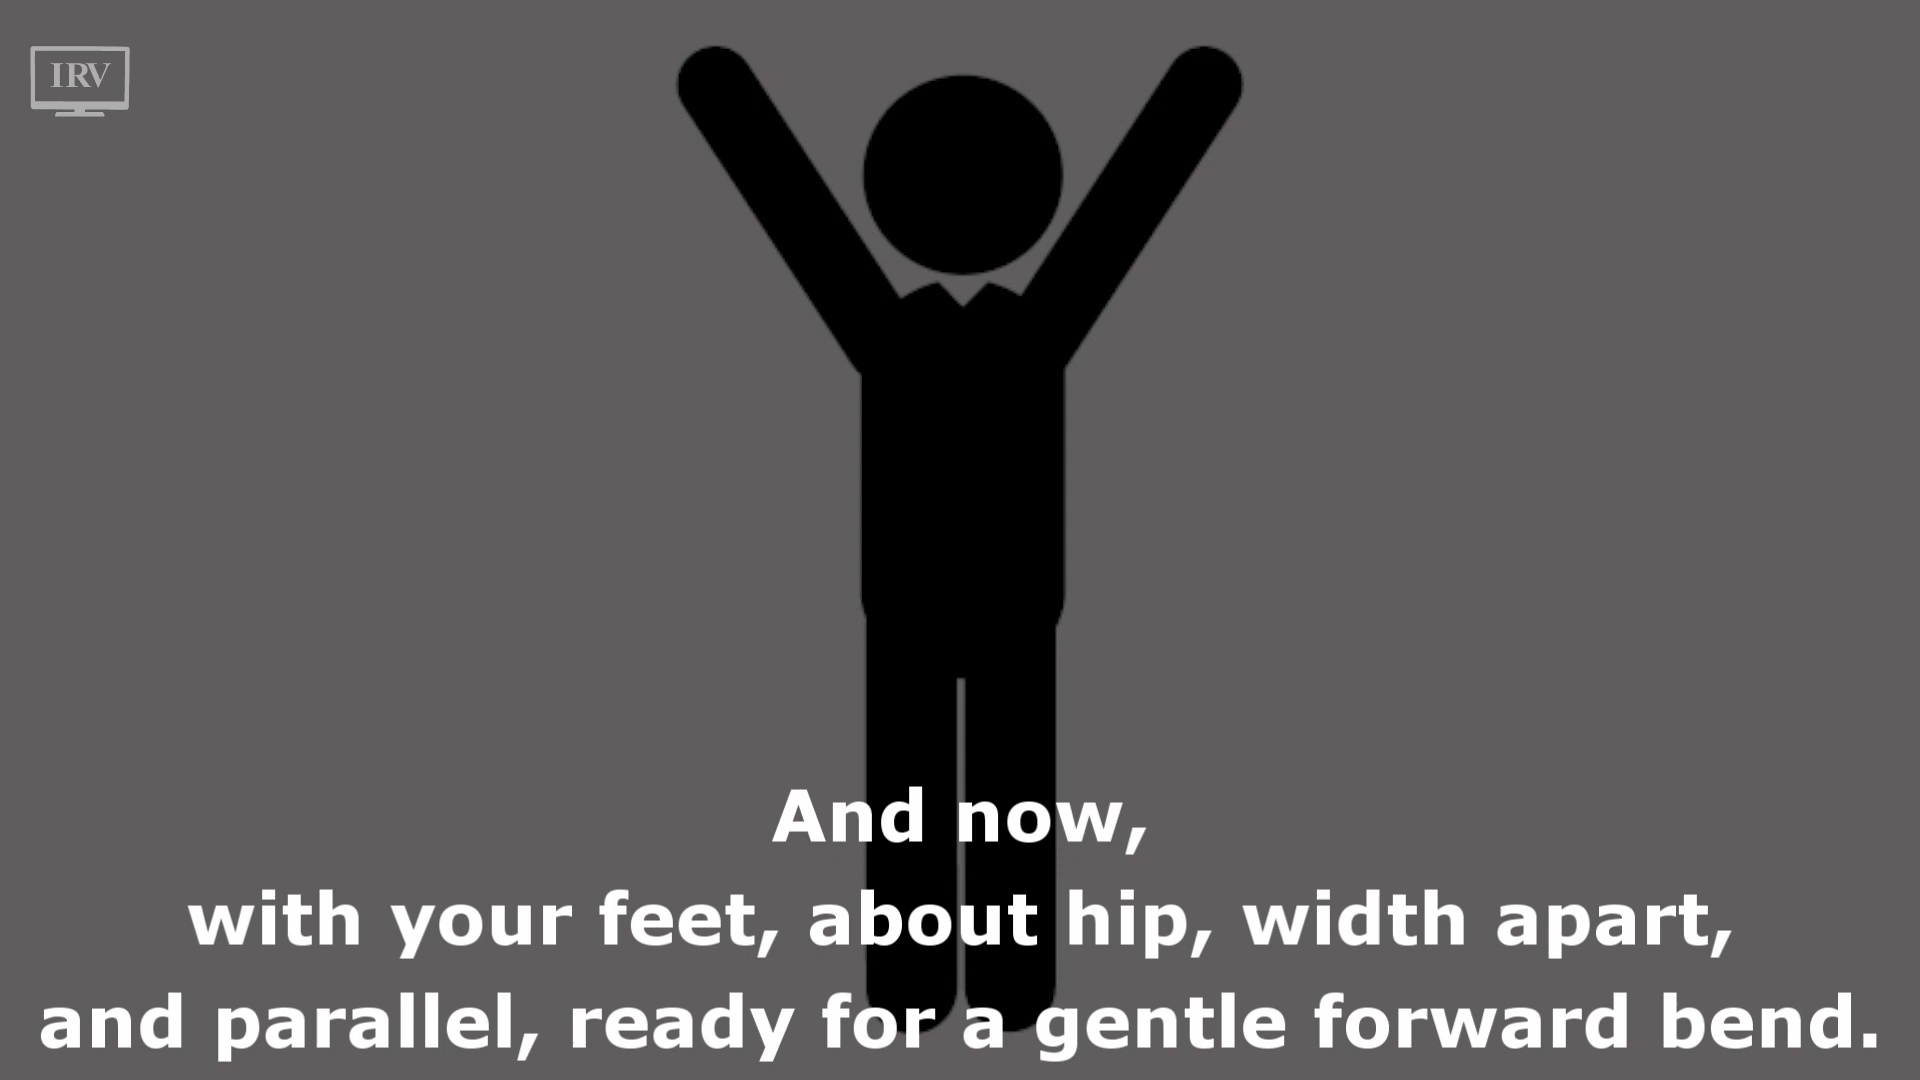 IRV
And now,
with your feet, about hip, width apart,
and parallel, ready for a gentle forward bend.